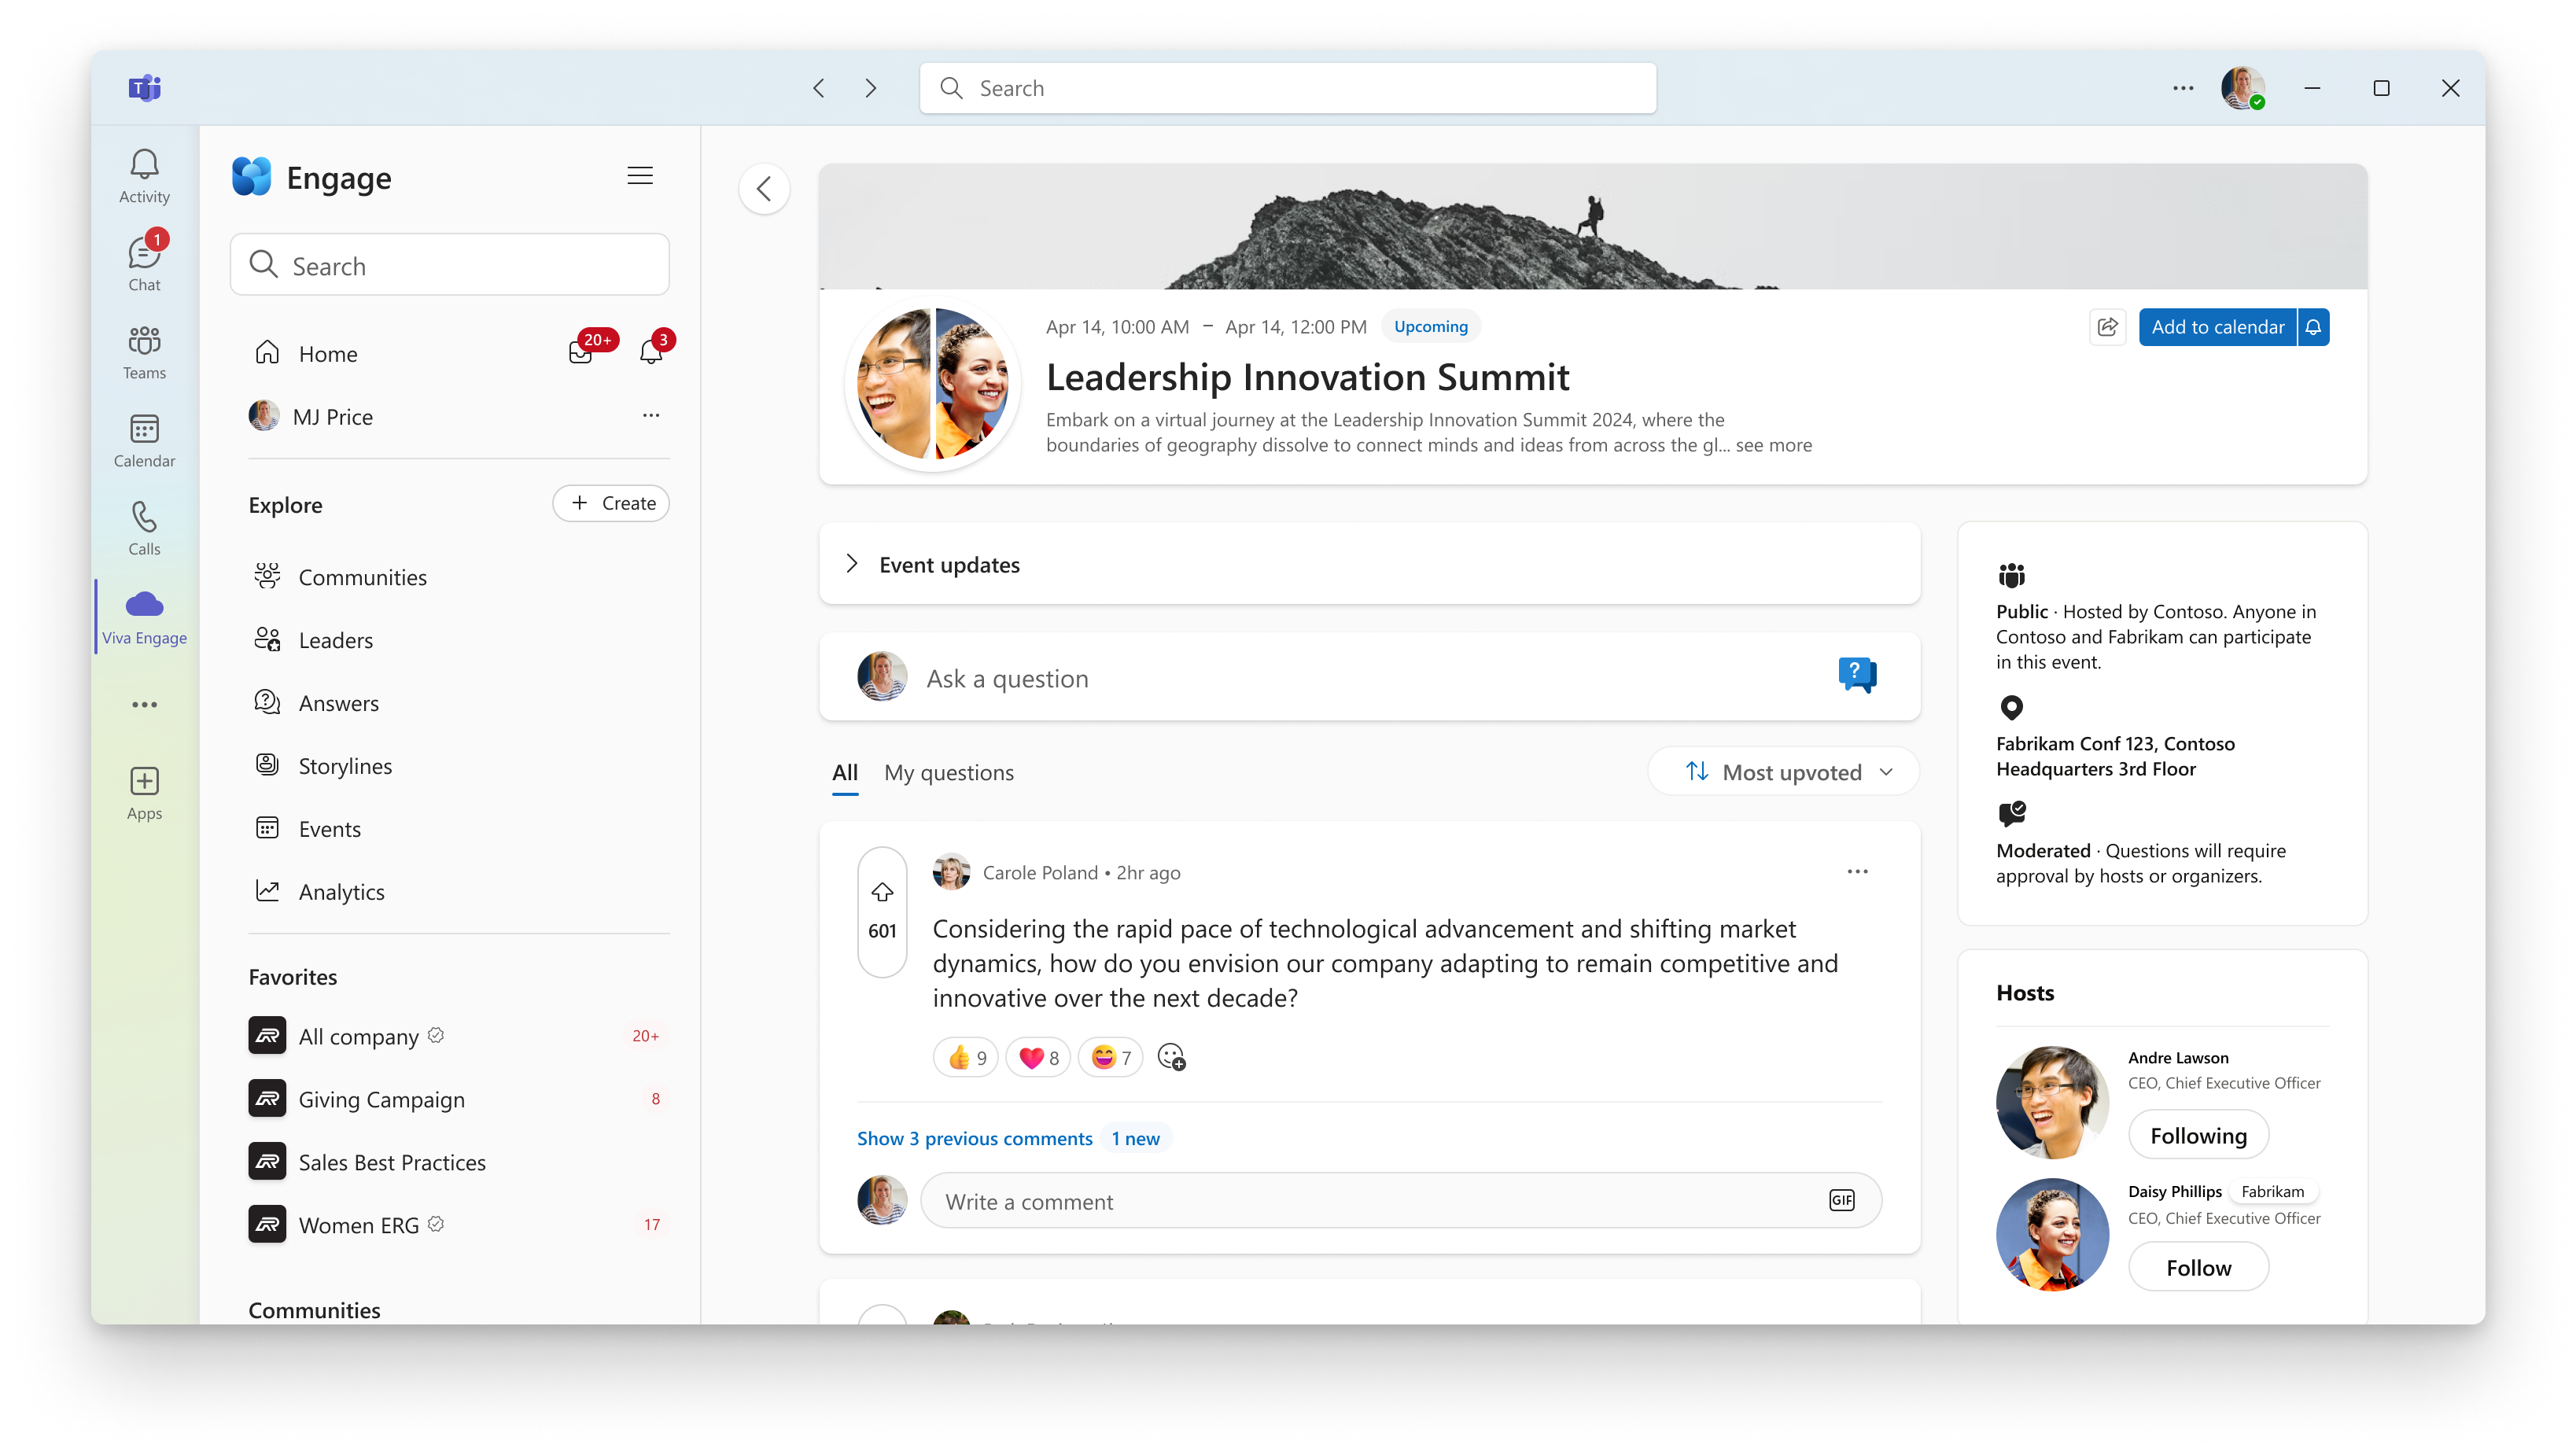 Search
Activity
1
Chat
Teams
Calendar
Calls
Viva Engage
Apps
Engage
Search
Home
20+
3
MJ Price
Explore
Create
Communities
Leaders
Answers
Storylines
Events
Analytics
Favorites
All company
20+
Giving Campaign
8
Sales Best Practices
Women ERG
17
Communities
Apr 14, 10:00 AM – Apr 14, 12:00 PM
Upcoming
Add to calendar
Leadership Innovation Summit
Embark on a virtual journey at the Leadership Innovation Summit 2024, where the
boundaries of geography dissolve to connect minds and ideas from across the gl... see more
Event updates
Ask a question
All
My questions
Most upvoted
601
Carole Poland • 2hr ago
Considering the rapid pace of technological advancement and shifting market
dynamics, how do you envision our company adapting to remain competitive and
innovative over the next decade?
9
8
7
Show 3 previous comments
1 new
Write a comment
GIF
Public · Hosted by Contoso. Anyone in
Contoso and Fabrikam can participate
in this event.
Fabrikam Conf 123, Contoso
Headquarters 3rd Floor
Moderated · Questions will require
approval by hosts or organizers.
Hosts
Andre Lawson
CEO, Chief Executive Officer
Following
Daisy Phillips
Fabrikam
CEO, Chief Executive Officer
Follow